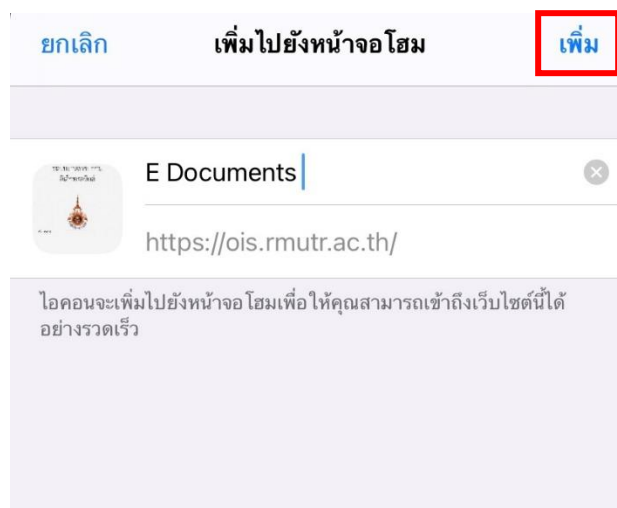 ยกเลิก เพิ่มไปยังหน้าจอโฮม เพิ่ม
E Documents
https://ois.rmutr.ac.th/
ไอคอนจะเพิ่มไปยังหน้าจอโฮมเพื่อให้คุณสามารถเข้าถึงเว็บไซต์นี้ได้
อย่างรวดเร็ว